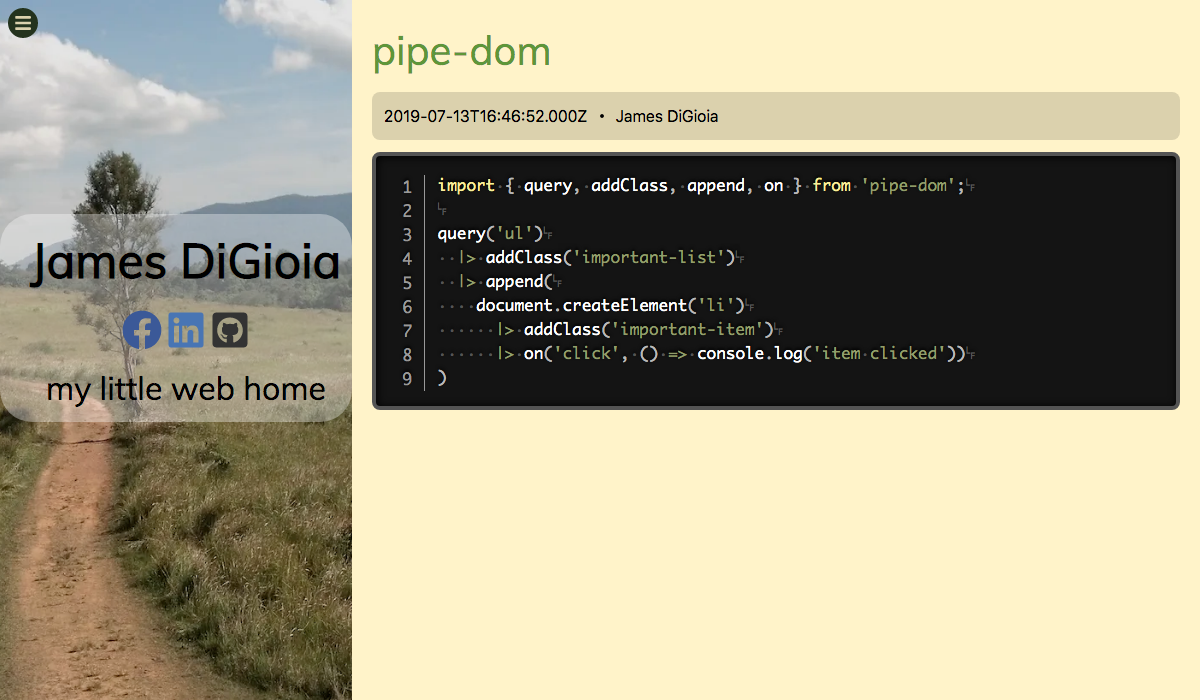 James DiGioia
my little web home
pipe-dom
2019-07-13T16:46:52.000Z • James DiGioia
1 import { query, addClass, append, on } from 'pipe-dom';
2
3 query('ul')
4   |> addClass('important-list')
5   |> append(
6     document.createElement('li')
7       |> addClass('important-item')
8       |> on('click', () => console.log('item clicked'))
9 )